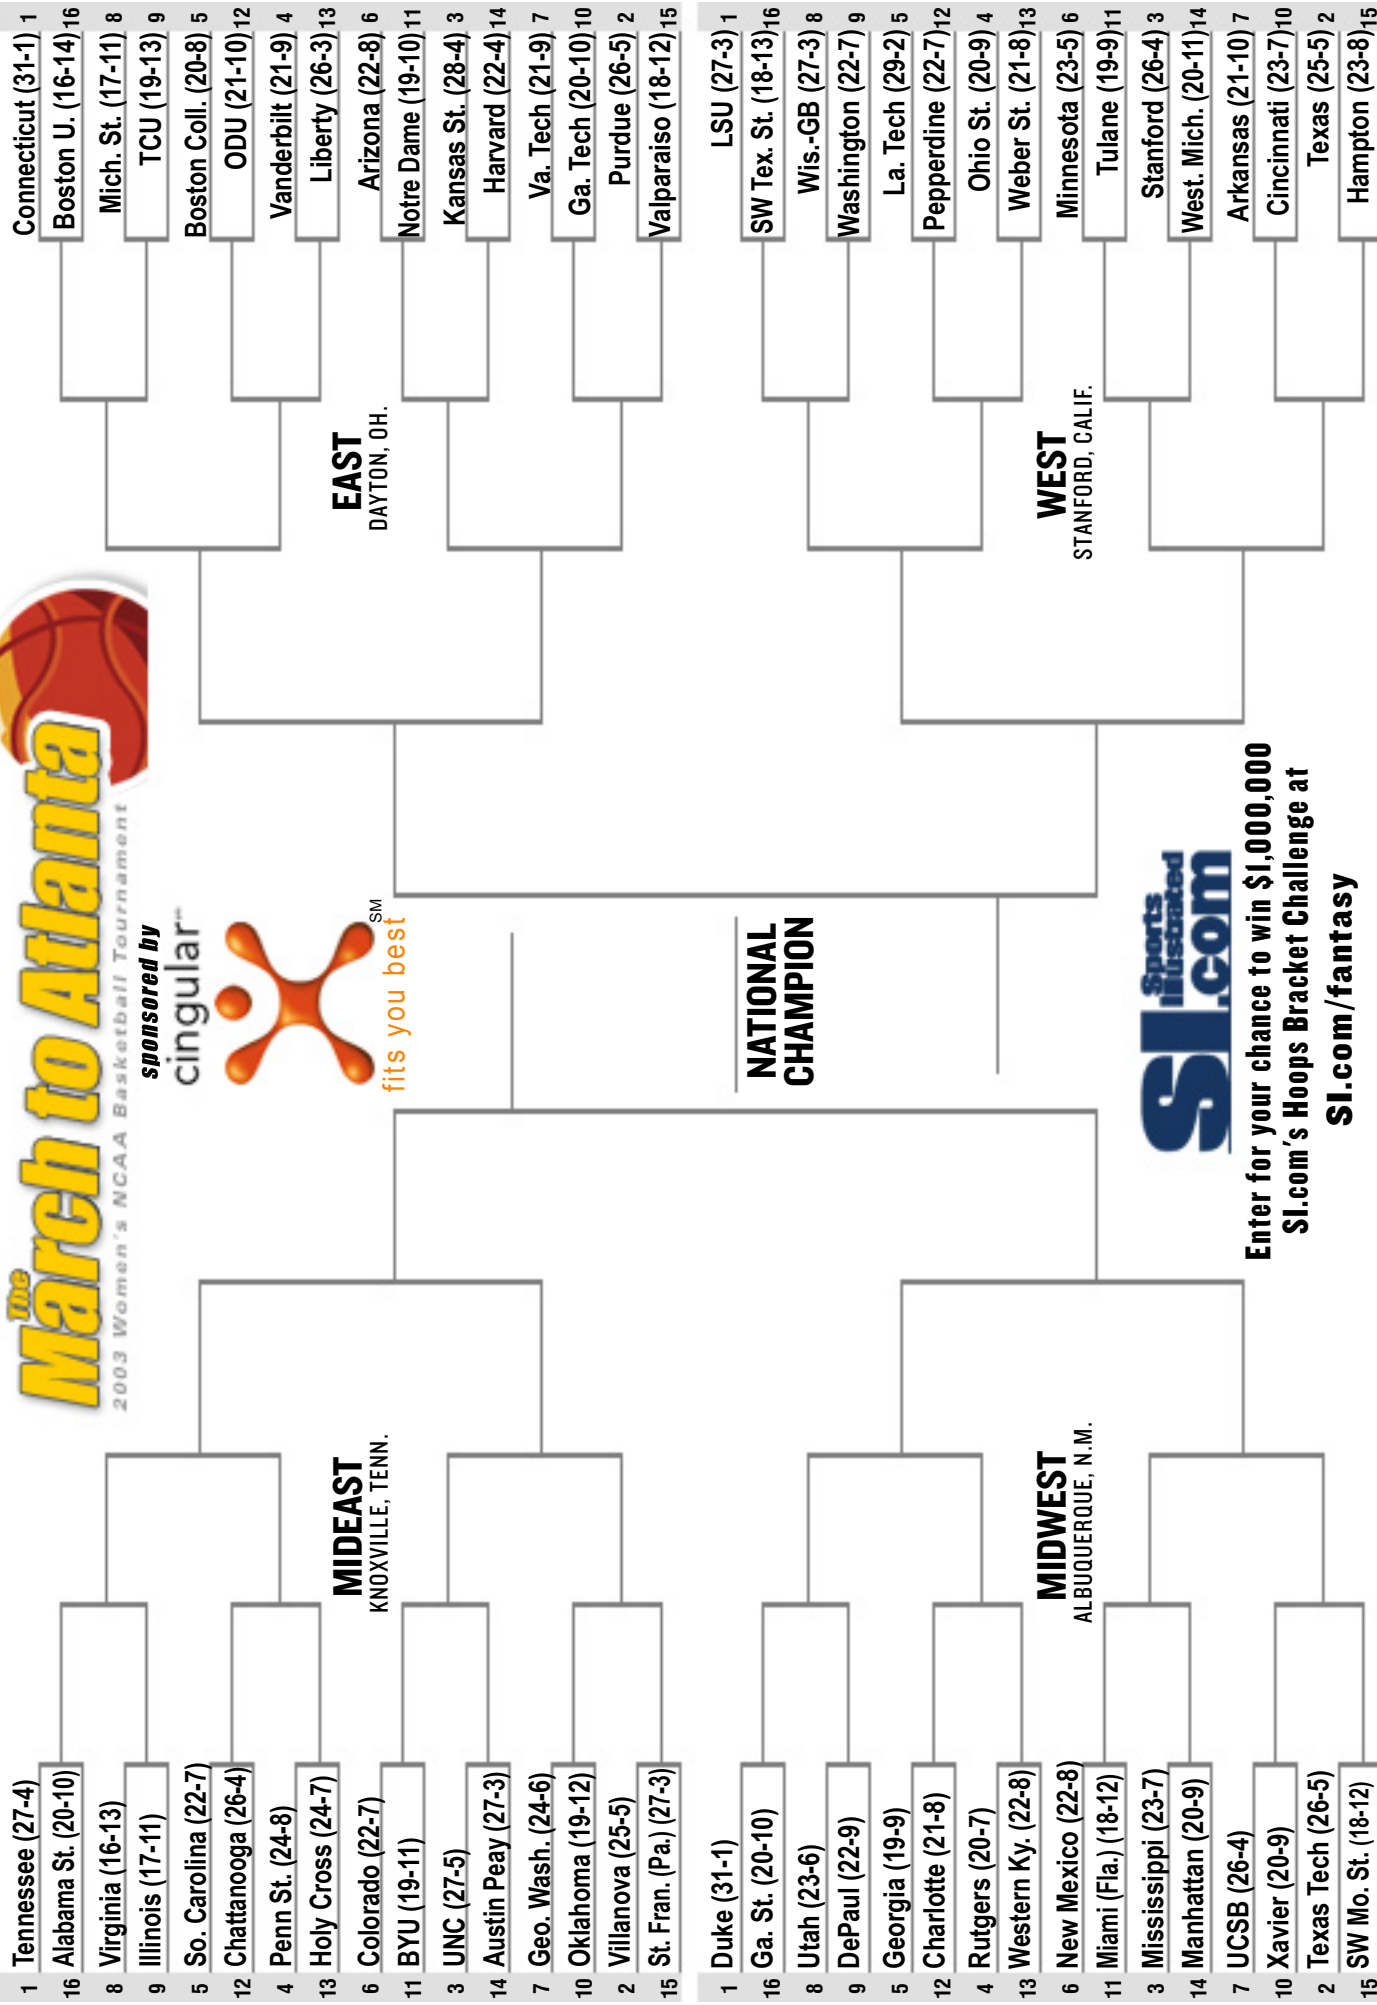 The
March to Atlanta
2003 Women's NCAA Basketball Tournament
sponsored by
cingular
SM
fits you best
1 Tennessee (27-4)
16 Alabama St. (20-10)
8 Virginia (16-13)
9 Illinois (17-11)
5 So. Carolina (22-7)
12 Chattanooga (26-4)
4 Penn St. (24-8)
13 Holy Cross (24-7)
6 Colorado (22-7)
11 BYU (19-11)
3 UNC (27-5)
14 Austin Peay (27-3)
7 Geo. Wash. (24-6)
10 Oklahoma (19-12)
2 Villanova (25-5)
15 St. Fran. (Pa.) (27-3)
MIDEAST
KNOXVILLE, TENN.
1 Duke (31-1)
16 Ga. St. (20-10)
8 Utah (23-6)
9 DePaul (22-9)
5 Georgia (19-9)
12 Charlotte (21-8)
4 Rutgers (20-7)
13 Western Ky. (22-8)
6 New Mexico (22-8)
11 Miami (Fla.) (18-12)
3 Mississippi (23-7)
14 Manhattan (20-9)
7 UCSB (26-4)
10 Xavier (20-9)
2 Texas Tech (26-5)
15 SW Mo. St. (18-12)
MIDWEST
ALBUQUERQUE, N.M.
NATIONAL
CHAMPION
Connecticut (31-1) 1
Boston U. (16-14) 16
Mich. St. (17-11) 8
TCU (19-13) 9
Boston Coll. (20-8) 5
ODU (21-10) 12
Vanderbilt (21-9) 4
Liberty (26-3) 13
Arizona (22-8) 6
Notre Dame (19-10) 11
Kansas St. (28-4) 3
Harvard (22-4) 14
Va. Tech (21-9) 7
Ga. Tech (20-10) 10
Purdue (26-5) 2
Valparaiso (18-12) 15
EAST
DAYTON, OH.
LSU (27-3) 1
SW Tex. St. (18-13) 16
Wis.-GB (27-3) 8
Washington (22-7) 9
La. Tech (29-2) 5
Pepperdine (22-7) 12
Ohio St. (20-9) 4
Weber St. (21-8) 13
Minnesota (23-5) 6
Tulane (19-9) 11
Stanford (26-4) 3
West. Mich. (20-11) 14
Arkansas (21-10) 7
Cincinnati (23-7) 10
Texas (25-5) 2
Hampton (23-8) 15
WEST
STANFORD, CALIF.
SI.com
Sports
Illustrated
Enter for your chance to win $1,000,000
SI.com's Hoops Bracket Challenge at
SI.com/fantasy